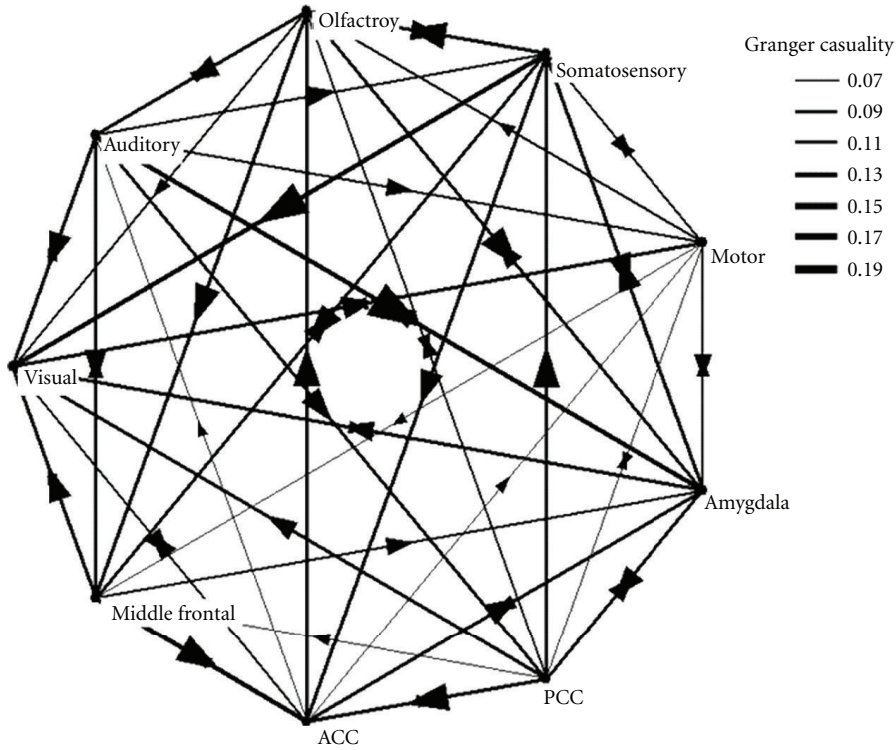 Olfactroy
Somatosensory
Auditory
Motor
Visual
Amygdala
Middle frontal
PCC
ACC
Granger casuality
0.07
0.09
0.11
0.13
0.15
0.17
0.19